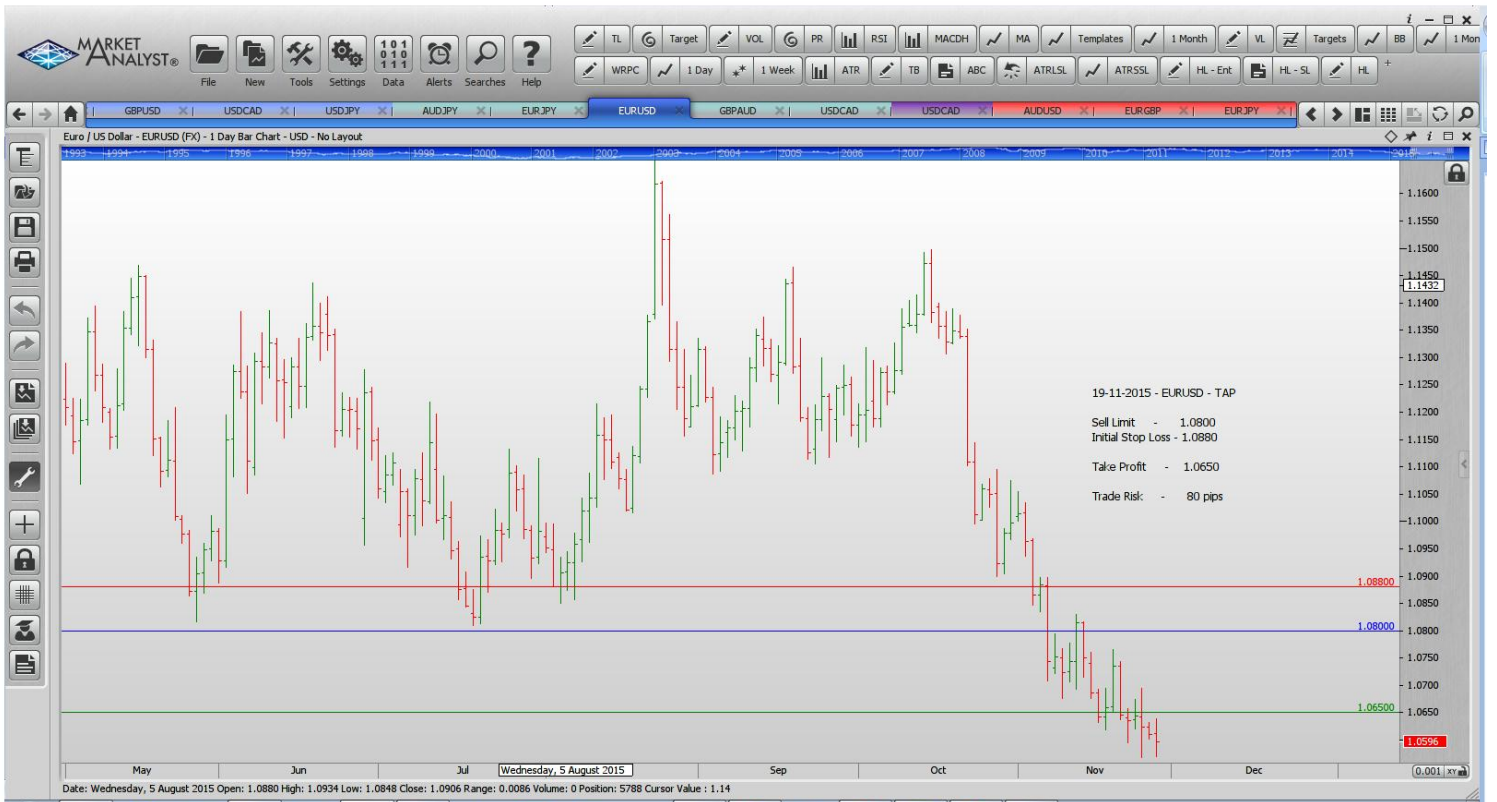 i
MARKET ANALYST®
File New Tools Settings Data Alerts Searches Help
101
010
111
TL Target VOL PR RSI MACDH MA Templates 1 Month VL Targets BB 1 Mon
WRPC 1 Day 1 Week ATR TB ABC ATRLSL ATRSSL HL - Ent HL - SL HL +
GBPUSD USDCAD USDJPY AUDJPY EURJPY EURUSD GBPAUD USDCAD USDCAD AUDUSD EURGBP EURJPY
Euro / US Dollar - EURUSD (FX) - 1 Day Bar Chart - USD - No Layout
1993 1994 1995 1996 1997 1998 1999 2000 2001 2002 2003 2004 2005 2006 2007 2008 2009 2010 2011 2012 2013 2014 2015
1.1600
1.1550
1.1500
1.1450
1.1432
1.1400
1.1350
1.1300
1.1250
19-11-2015 - EURUSD - TAP
1.1200
Sell Limit - 1.0800
Initial Stop Loss - 1.0880
1.1150
Take Profit - 1.0650
1.1100
Trade Risk - 80 pips
1.1050
1.1000
1.0950
1.08800
1.0900
1.0850
1.08000
1.0800
1.0750
1.0700
1.06500
1.0650
1.0596
May Jun Jul Wednesday, 5 August 2015 Sep Oct Nov Dec
0.001 XY
Date: Wednesday, 5 August 2015 Open: 1.0880 High: 1.0934 Low: 1.0848 Close: 1.0906 Range: 0.0086 Volume: 0 Position: 5788 Cursor Value : 1.14